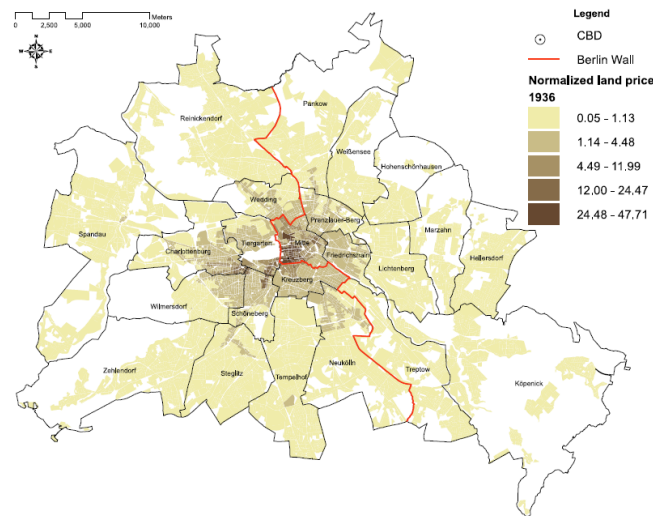 Meters
0 2,500 5,000 10,000
N
W E
S
Legend
CBD
Berlin Wall
Normalized land price
1936
0.05 - 1.13
1.14 - 4.48
4.49 - 11.99
12.00 - 24.47
24.48 - 47.71
Pankow
Reinickendorf
Weißensee
Hohenschönhausen
Wedding
Prenzlauer-Berg
Marzahn
Spandau
Tiergarten
Mitte
Charlottenburg
Friedrichshain
Hellersdorf
Lichtenberg
Kreuzberg
Wilmersdorf
Schöneberg
Zehlendorf
Steglitz
Tempelhof
Neukölln
Treptow
Köpenick